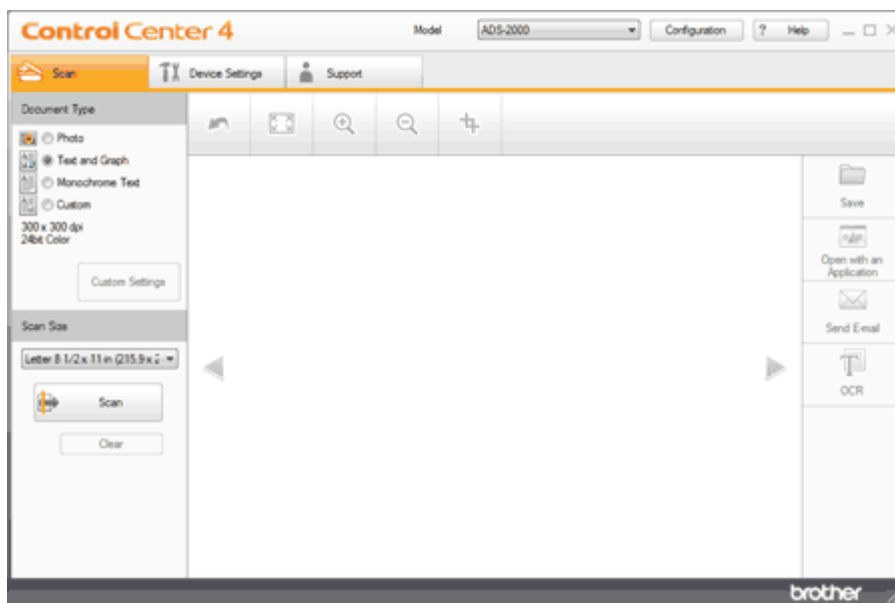 Control Center 4
Model
ADS-2000
Configuration
? Help
Scan
Device Settings
Support
Document Type
Photo
Text and Graph
Monochrome Text
Custom
300 x 300 dpi
24bit Color
Custom Settings
Scan Size
Letter 8 1/2 x 11 in (215.9 x 2
Scan
Clear
Save
Open with an
Application
Send E-mail
OCR
brother